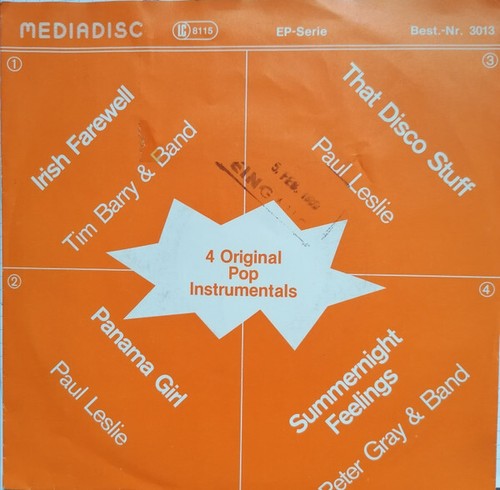 MEDIADISC
LC 8115
EP-Serie
Best.-Nr. 3013
1
Irish Farewell
Tim Barry & Band
3
That Disco Stuff
Paul Leslie
EING
4 Original
Pop
Instrumentals
2
Panama Girl
Paul Leslie
4
Summernight
Feelings
Peter Gray & Band